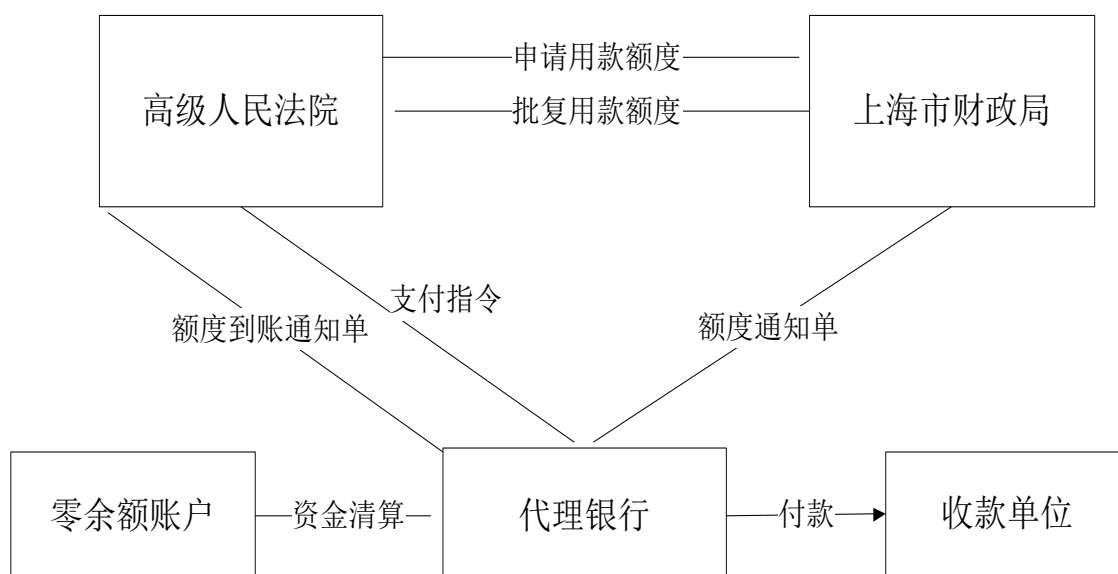 申请用款额度
高级人民法院
批复用款额度
上海市财政局
支付指令
额度到账通知单
额度通知单
零余额账户
资金清算
代理银行
付款
收款单位